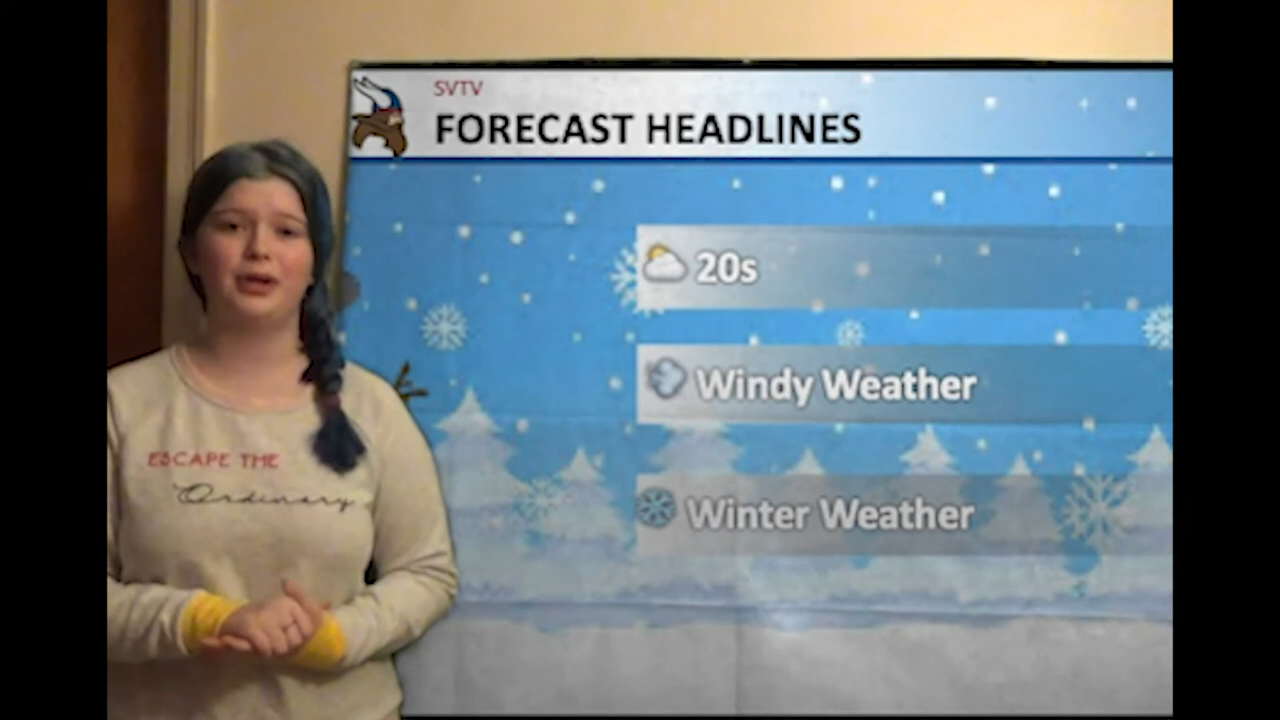 SVTV
FORECAST HEADLINES
20s
Windy Weather
Winter Weather
ESCAPE THE
Ordinary